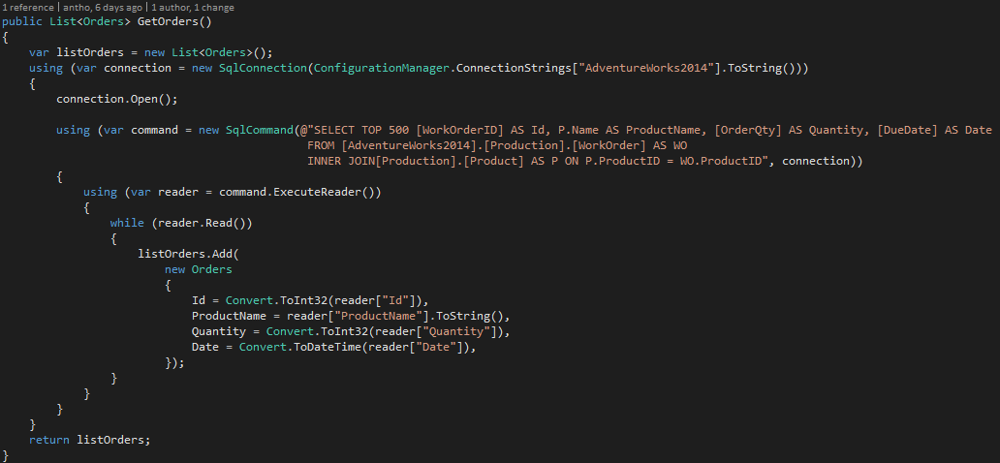 1 reference | antho, 6 days ago | 1 author, 1 change
public List<Orders> GetOrders()
{
    var listOrders = new List<Orders>();
    using (var connection = new SqlConnection(ConfigurationManager.ConnectionStrings["AdventureWorks2014"].ToString()))
    {
        connection.Open();

        using (var command = new SqlCommand(@"SELECT TOP 500 [WorkOrderID] AS Id, P.Name AS ProductName, [OrderQty] AS Quantity, [DueDate] AS Date
                                             FROM [AdventureWorks2014].[Production].[WorkOrder] AS WO
                                             INNER JOIN[Production].[Product] AS P ON P.ProductID = WO.ProductID", connection))
        {
            using (var reader = command.ExecuteReader())
            {
                while (reader.Read())
                {
                    listOrders.Add(
                        new Orders
                        {
                            Id = Convert.ToInt32(reader["Id"]),
                            ProductName = reader["ProductName"].ToString(),
                            Quantity = Convert.ToInt32(reader["Quantity"]),
                            Date = Convert.ToDateTime(reader["Date"]),
                        });
                }
            }
        }
    }
    return listOrders;
}